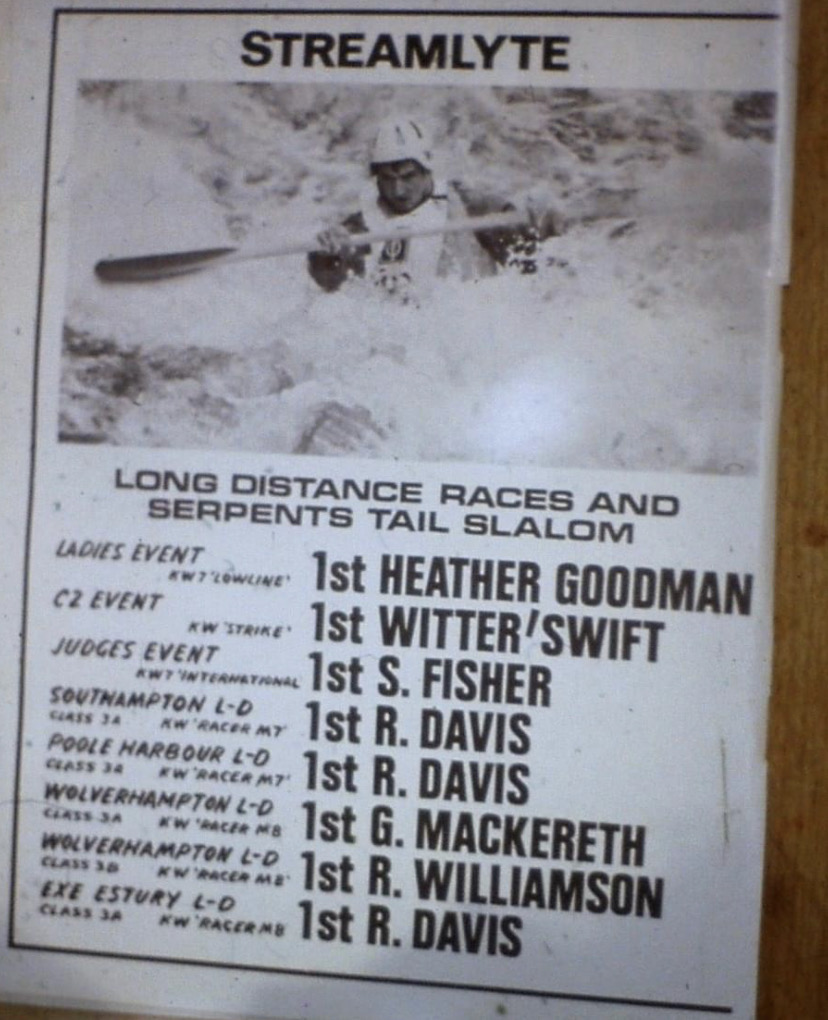 STREAMLYTE
LONG DISTANCE RACES AND
SERPENTS TAIL SLALOM
LADIES EVENT
KW7 'LOWLINE' 1st HEATHER GOODMAN
C2 EVENT
KW 'STRIKE' 1st WITTER/SWIFT
JUDGES EVENT
KW7 'INTERNATIONAL 1st S. FISHER
SOUTHAMPTON L-D
CLASS 3A KW 'RACER M7' 1st R. DAVIS
POOLE HARBOUR L-D
CLASS 3A KW 'RACER M7' 1st R. DAVIS
WOLVERHAMPTON L-D
CLASS 3A KW 'RACER M8 1st G. MACKERETH
WOLVERHAMPTON L-D
CLASS 3B KW 'RACER M8' 1st R. WILLIAMSON
EXE ESTURY L-D
CLASS 3A KW 'RACER M8 1st R. DAVIS